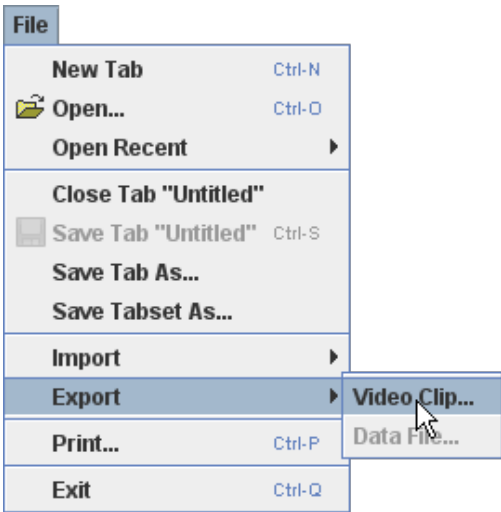 File
New Tab Ctrl-N
Open... Ctrl-O
Open Recent
Close Tab "Untitled"
Save Tab "Untitled" Ctrl-S
Save Tab As...
Save Tabset As...
Import
Export
Video Clip...
Data File...
Print... Ctrl-P
Exit Ctrl-Q